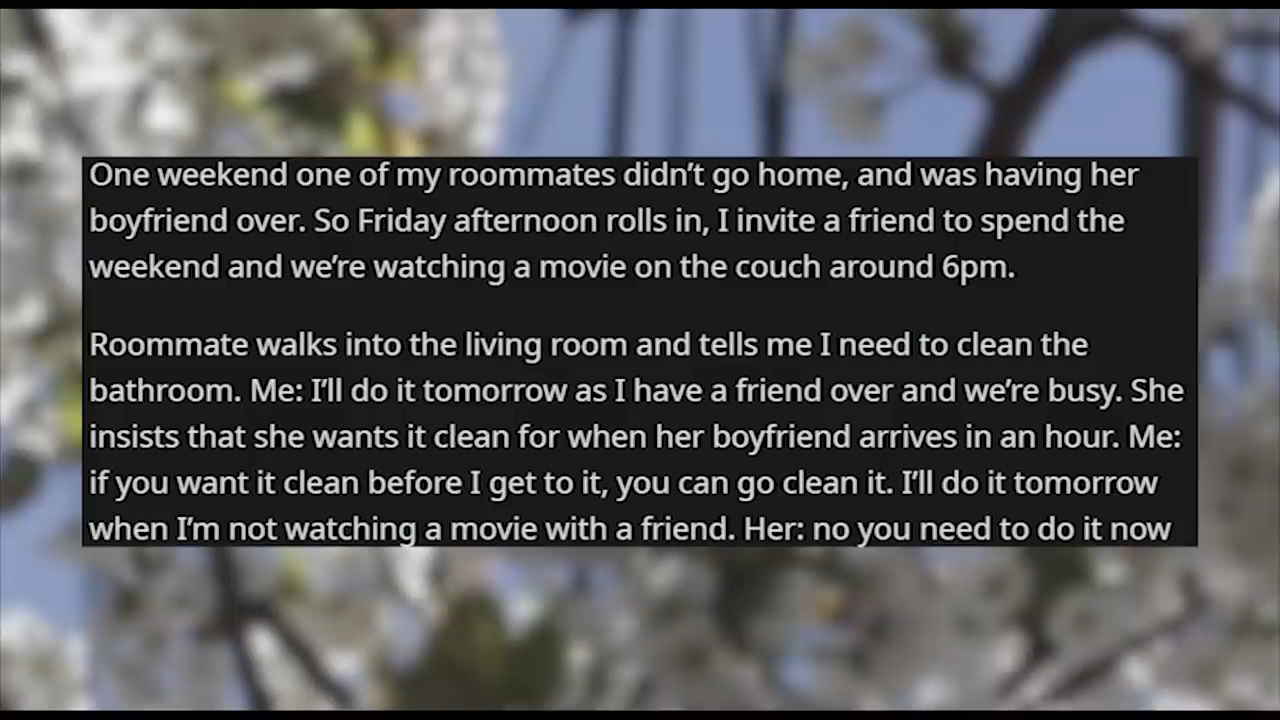 One weekend one of my roommates didn’t go home, and was having her
boyfriend over. So Friday afternoon rolls in, I invite a friend to spend the
weekend and we’re watching a movie on the couch around 6pm.
Roommate walks into the living room and tells me I need to clean the
bathroom. Me: I’ll do it tomorrow as I have a friend over and we’re busy. She
insists that she wants it clean for when her boyfriend arrives in an hour. Me:
if you want it clean before I get to it, you can go clean it. I’ll do it tomorrow
when I’m not watching a movie with a friend. Her: no you need to do it now